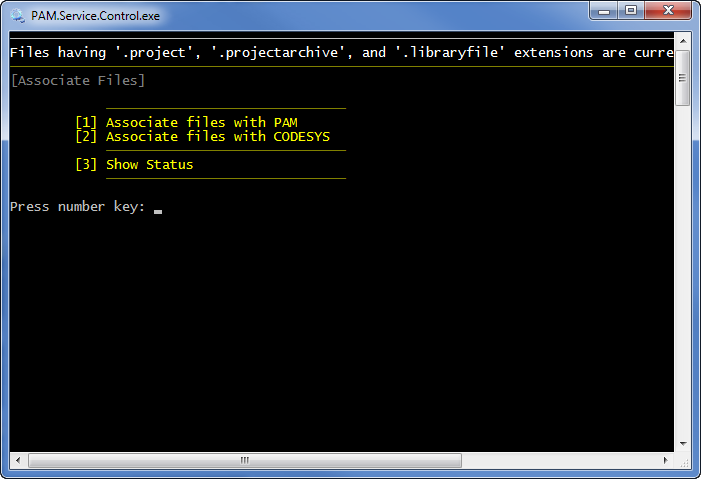 PAM.Service.Control.exe
Files having '.project', '.projectarchive', and '.libraryfile' extensions are curre
[Associate Files]
[1] Associate files with PAM
[2] Associate files with CODESYS
[3] Show Status
Press number key: